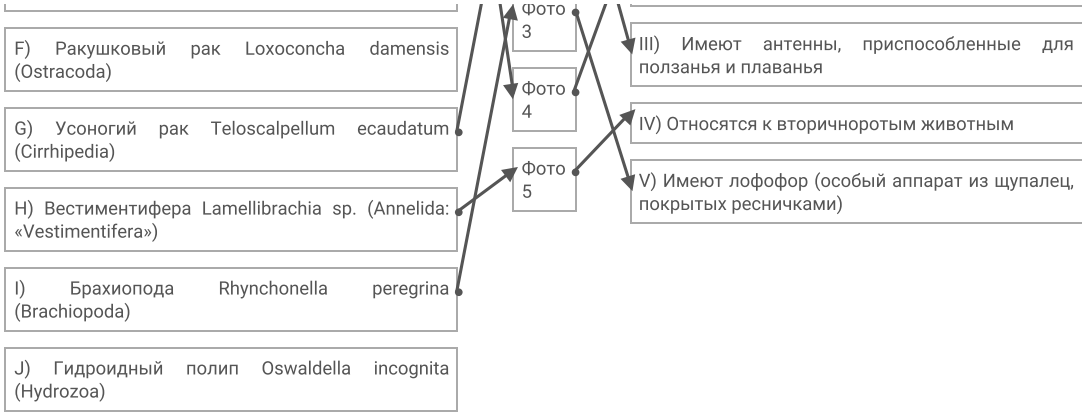 F) Ракушковый рак Loxoconcha damensis
(Ostracoda)
G) Усоногий рак Teloscalpellum ecaudatum
(Cirrhipedia)
H) Вестиментифера Lamellibrachia sp. (Annelida:
«Vestimentifera»)
I) Брахиопода Rhynchonella peregrina
(Brachiopoda)
J) Гидроидный полип Oswaldella incognita
(Hydrozoa)
Фото
3
Фото
4
Фото
5
III) Имеют антенны, приспособленные для
ползанья и плаванья
IV) Относятся к вторичноротым животным
V) Имеют лофофор (особый аппарат из щупалец,
покрытых ресничками)